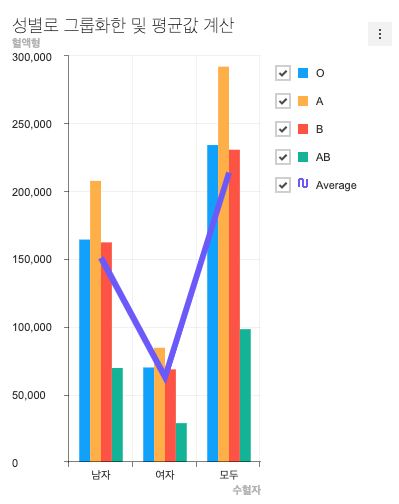 성별로 그룹화한 및 평균값 계산
혈액형
300,000
250,000
200,000
150,000
100,000
50,000
0
남자
여자
모두
수혈자
O
A
B
AB
Average